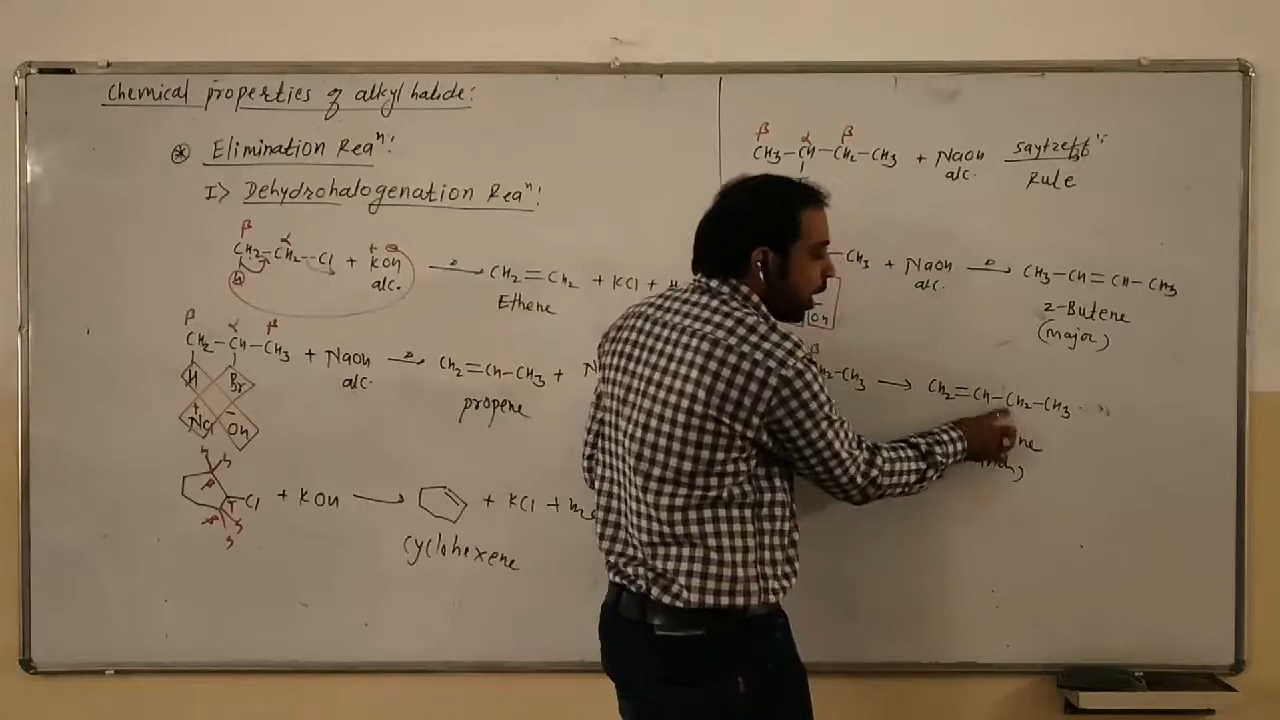 Chemical properties of alkyl halide:
⊛ Elimination Reaⁿ:
I> Dehydrohalogenation Reaⁿ:
β α
CH2–CH2–Cl + KOH → CH2=CH2 + KCl +
alc. Ethene
β α β
CH2–CH–CH3 + NaOH → CH2=CH–CH3 +
H Br alc. propene
Na OH
Cl + KOH → + KCl +
cyclohexene
β α β
CH3–CH–CH2–CH3 + NaOH saytzeff's
alc. Rule
CH3 + NaOH → CH3–CH=CH–CH3
OH alc. 2-Butene
(major)
β
–CH3 → CH2=CH–CH2–CH3